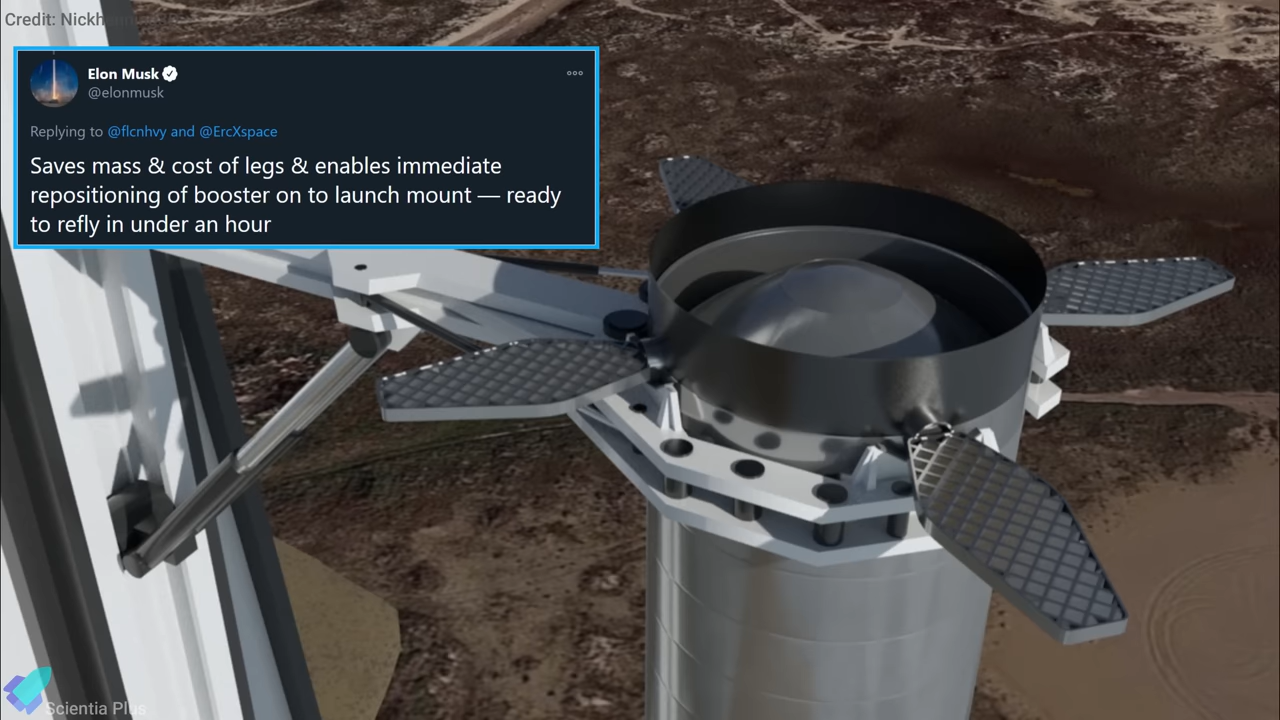 Credit: Nickh
Elon Musk
@elonmusk
Replying to @flcnhvy and @ErcXspace
Saves mass & cost of legs & enables immediate
repositioning of booster on to launch mount — ready
to refly in under an hour
Scientia Plus